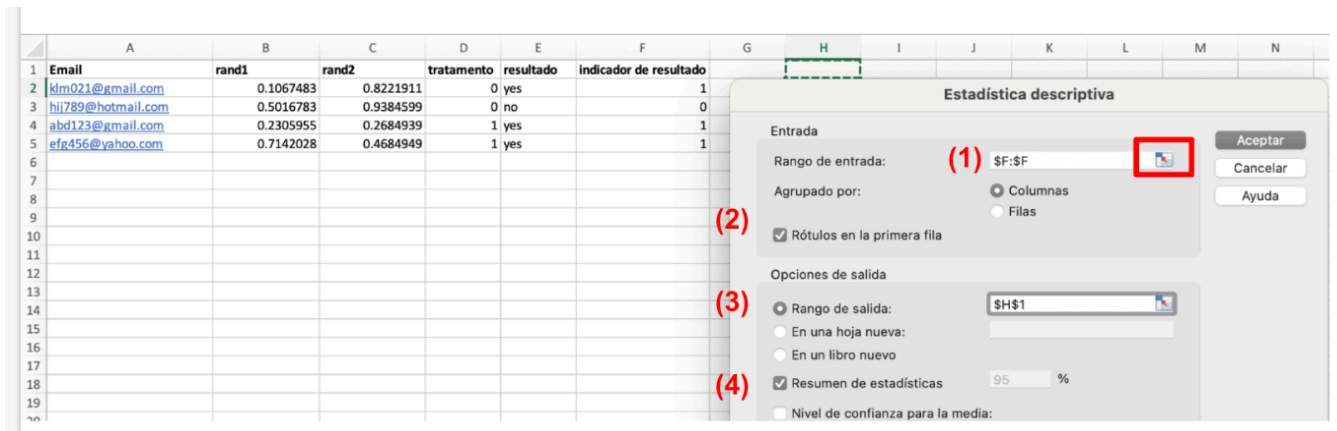 A B C D E F G H I J K L M N
1 Email rand1 rand2 tratamento resultado indicador de resultado
2 klm021@gmail.com 0.1067483 0.8221911 0 yes 1
3 hij789@hotmail.com 0.5016783 0.9384599 0 no 0
4 abd123@gmail.com 0.2305955 0.2684939 1 yes 1
5 efg456@yahoo.com 0.7142028 0.4684949 1 yes 1
6
7
8
9
10
11
12
13
14
15
16
17
18
19
Estadística descriptiva
Entrada
Rango de entrada: (1) $F:$F
Agrupado por: Columnas
Filas
(2) Rótulos en la primera fila
Aceptar
Cancelar
Ayuda
Opciones de salida
(3) Rango de salida: $H$1
En una hoja nueva:
En un libro nuevo
(4) Resumen de estadísticas 95 %
Nivel de confianza para la media: